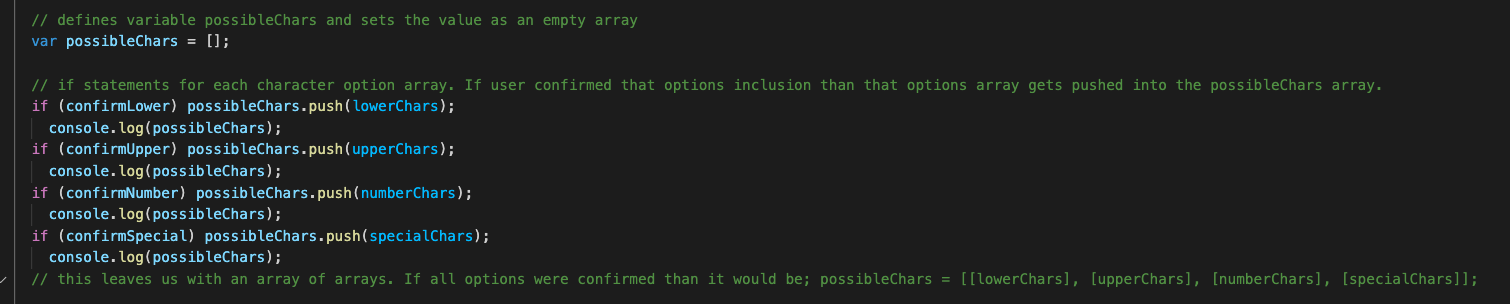 // defines variable possibleChars and sets the value as an empty array
var possibleChars = [];
// if statements for each character option array. If user confirmed that options inclusion than that options array gets pushed into the possibleChars array.
if (confirmLower) possibleChars.push(lowerChars);
console.log(possibleChars);
if (confirmUpper) possibleChars.push(upperChars);
console.log(possibleChars);
if (confirmNumber) possibleChars.push(numberChars);
console.log(possibleChars);
if (confirmSpecial) possibleChars.push(specialChars);
console.log(possibleChars);
// this leaves us with an array of arrays. If all options were confirmed than it would be; possibleChars = [[lowerChars], [upperChars], [numberChars], [specialChars]];